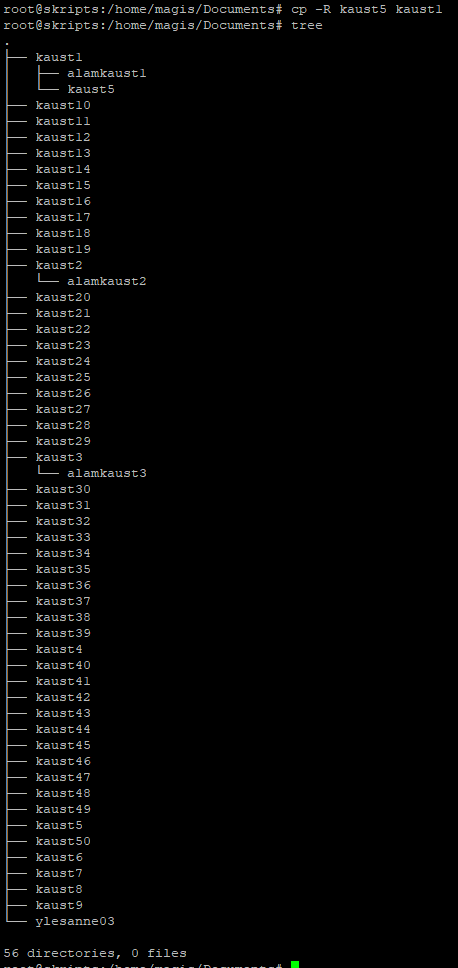 root@skripts:/home/magis/Documents# cp -R kaust5 kaust1
root@skripts:/home/magis/Documents# tree
.
├── kaust1
│   ├── alamkaust1
│   └── kaust5
├── kaust10
├── kaust11
├── kaust12
├── kaust13
├── kaust14
├── kaust15
├── kaust16
├── kaust17
├── kaust18
├── kaust19
├── kaust2
│   └── alamkaust2
├── kaust20
├── kaust21
├── kaust22
├── kaust23
├── kaust24
├── kaust25
├── kaust26
├── kaust27
├── kaust28
├── kaust29
├── kaust3
│   └── alamkaust3
├── kaust30
├── kaust31
├── kaust32
├── kaust33
├── kaust34
├── kaust35
├── kaust36
├── kaust37
├── kaust38
├── kaust39
├── kaust4
├── kaust40
├── kaust41
├── kaust42
├── kaust43
├── kaust44
├── kaust45
├── kaust46
├── kaust47
├── kaust48
├── kaust49
├── kaust5
├── kaust50
├── kaust6
├── kaust7
├── kaust8
├── kaust9
└── ylesanne03
56 directories, 0 files
root@skripts:/home/magis/Documents#